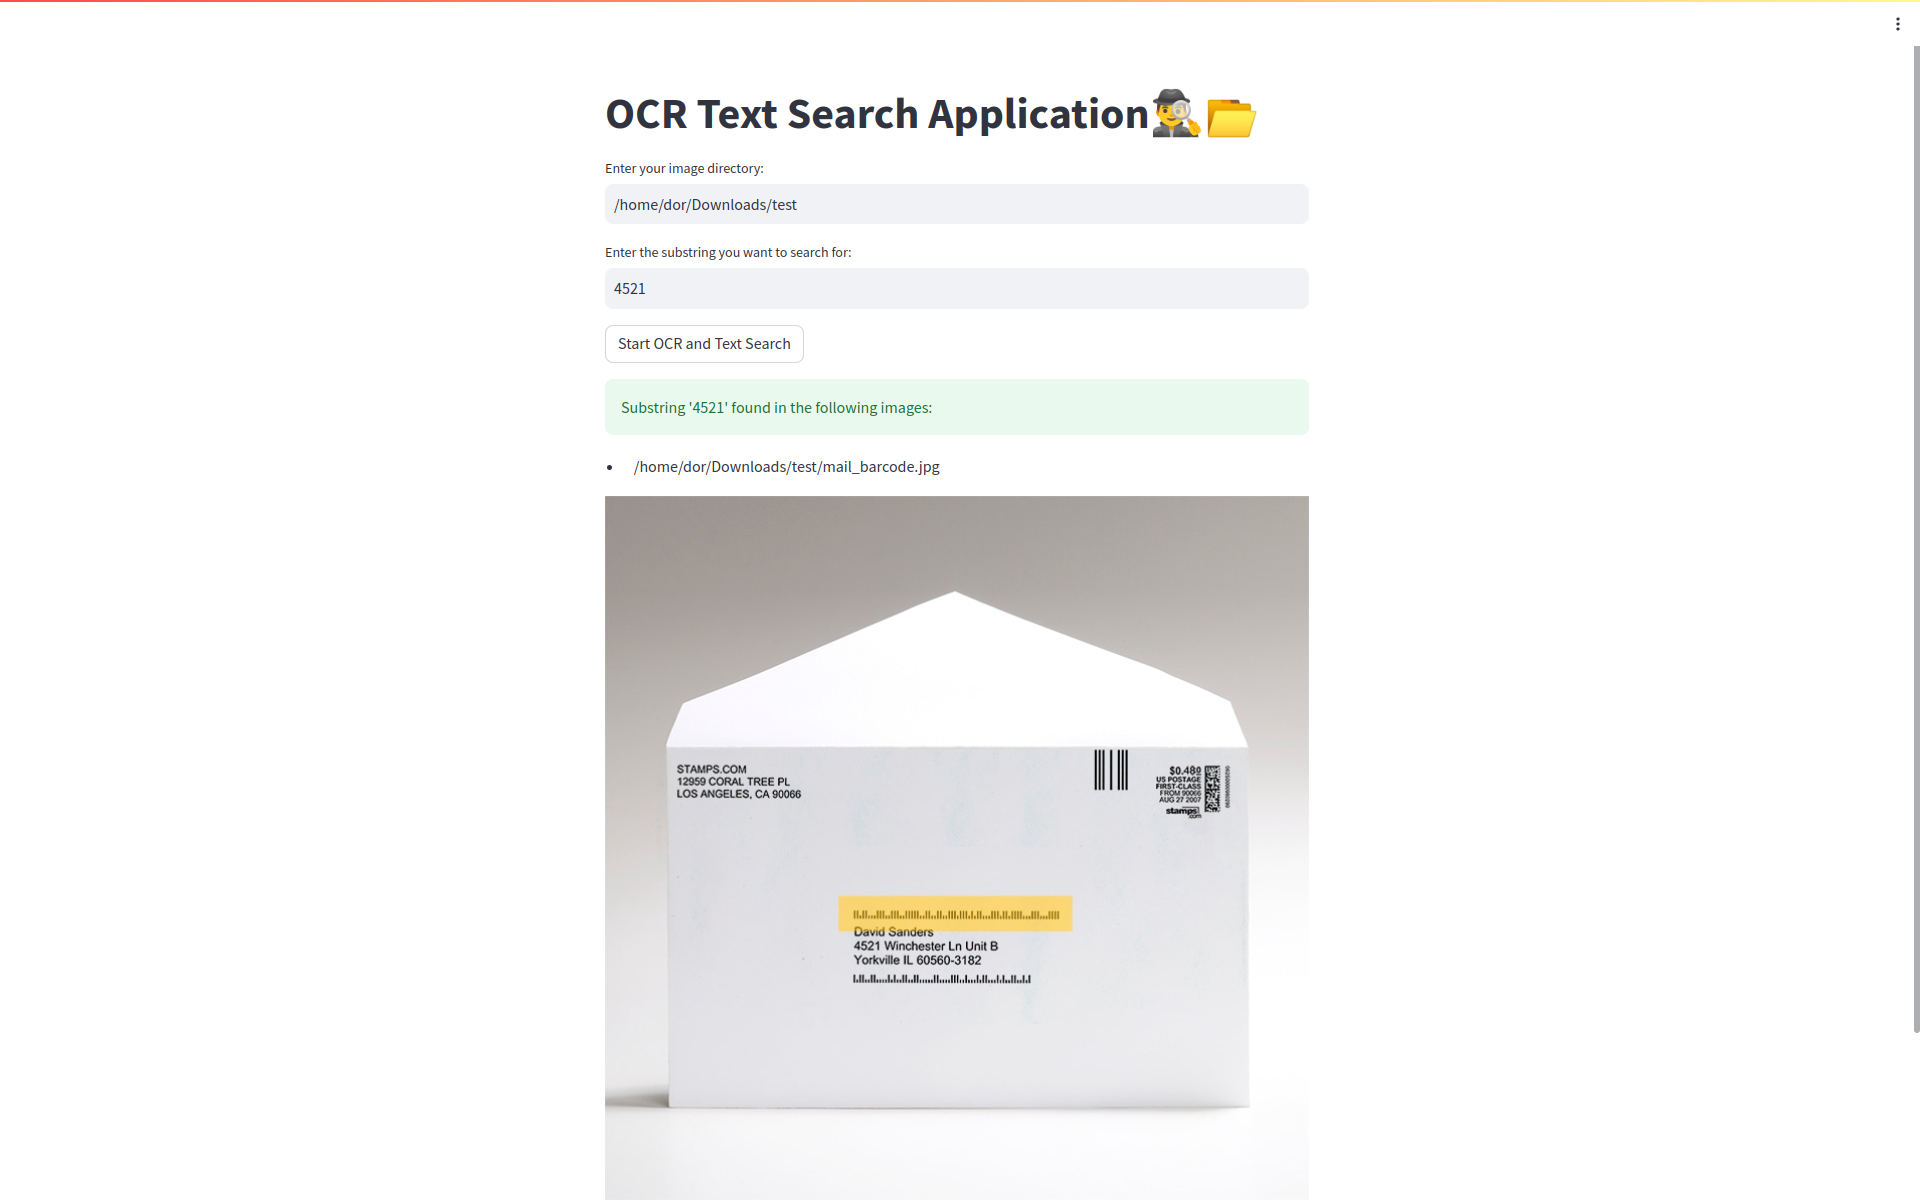 OCR Text Search Application
Enter your image directory:
/home/dor/Downloads/test
Enter the substring you want to search for:
4521
Start OCR and Text Search
Substring '4521' found in the following images:
/home/dor/Downloads/test/mail_barcode.jpg
STAMPS.COM
12959 CORAL TREE PL
LOS ANGELES, CA 90066
$0.480
US POSTAGE
FIRST-CLASS
FROM 90066
AUG 27 2007
stamps
.com
David Sanders
4521 Winchester Ln Unit B
Yorkville IL 60560-3182